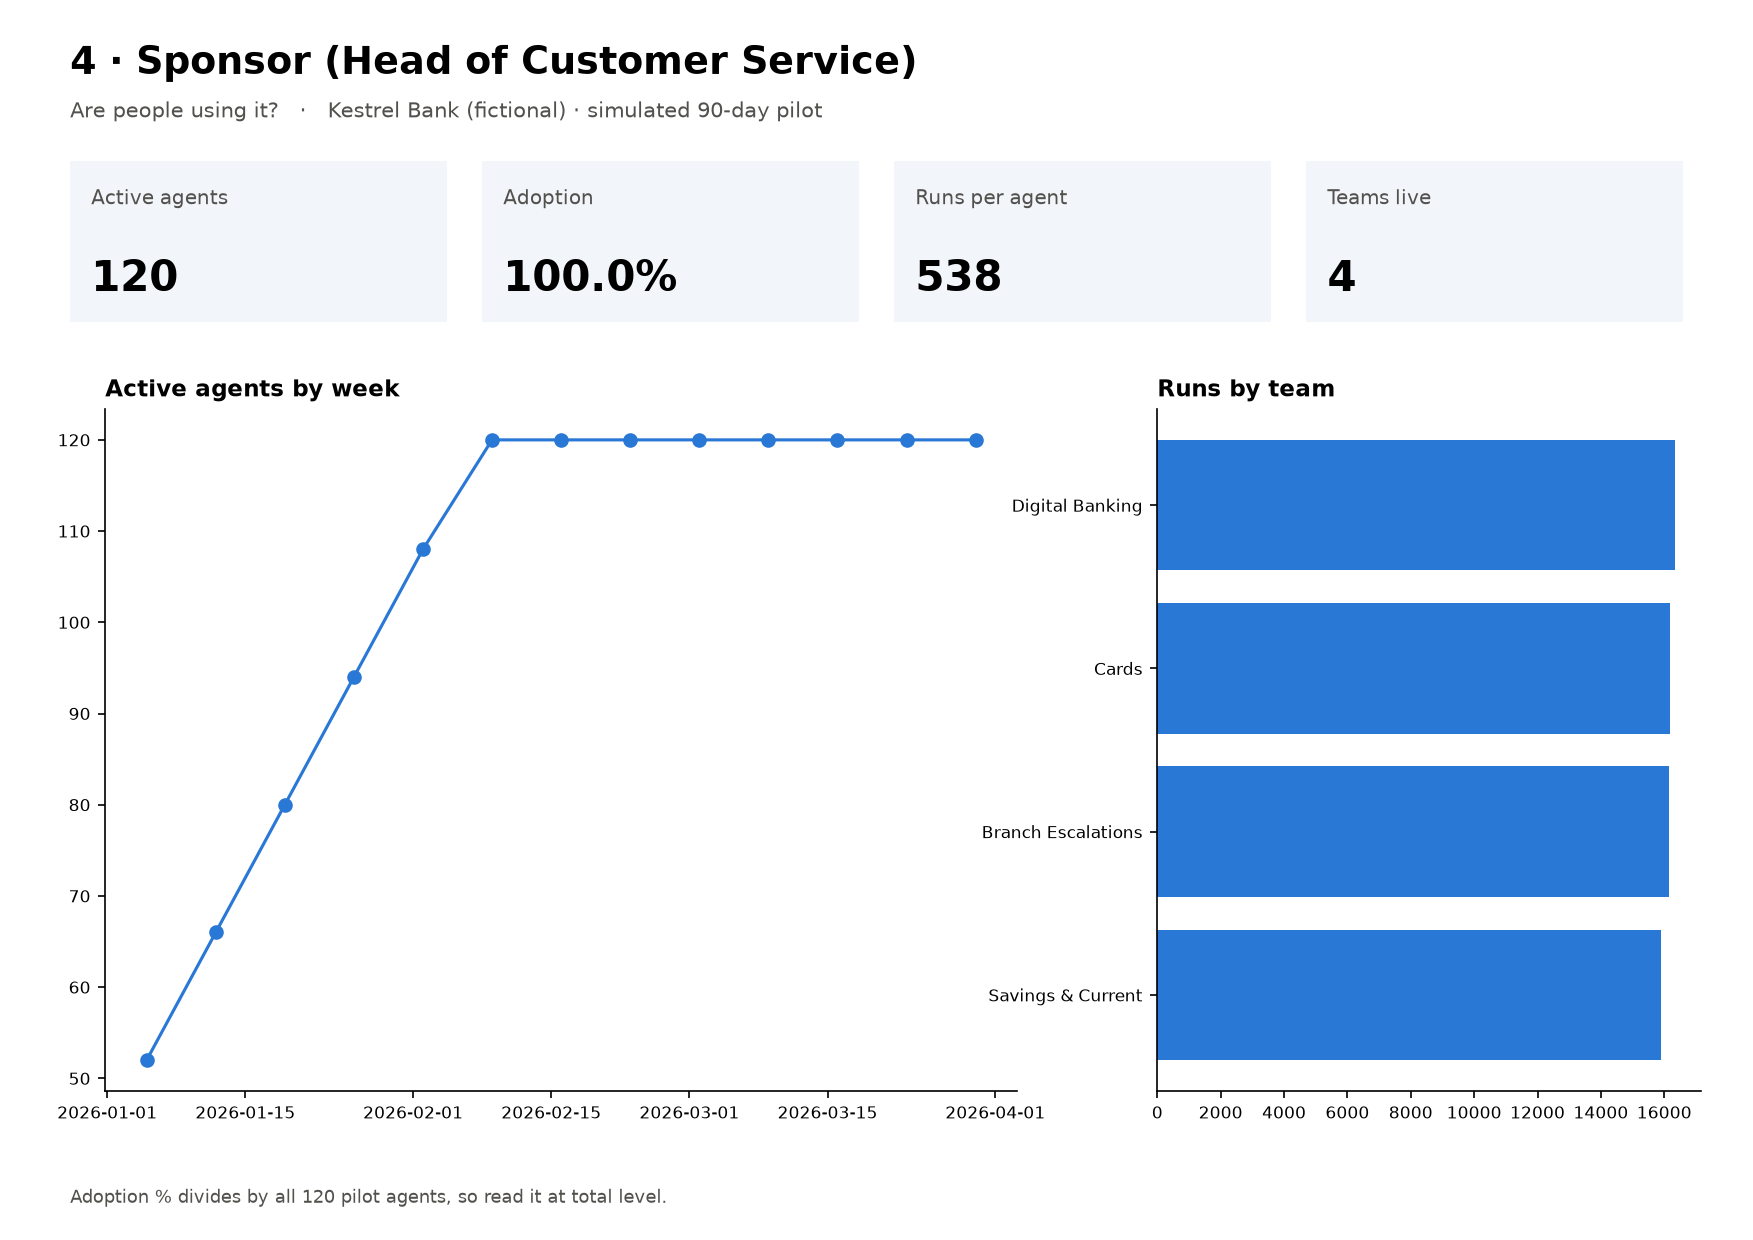 4 · Sponsor (Head of Customer Service)
Are people using it? · Kestrel Bank (fictional) · simulated 90-day pilot
Active agents
120
Adoption
100.0%
Runs per agent
538
Teams live
4
Active agents by week
120
110
100
90
80
70
60
50
2026-01-01 2026-01-15 2026-02-01 2026-02-15 2026-03-01 2026-03-15 2026-04-01
Runs by team
Digital Banking
Cards
Branch Escalations
Savings & Current
0 2000 4000 6000 8000 10000 12000 14000 16000
Adoption % divides by all 120 pilot agents, so read it at total level.